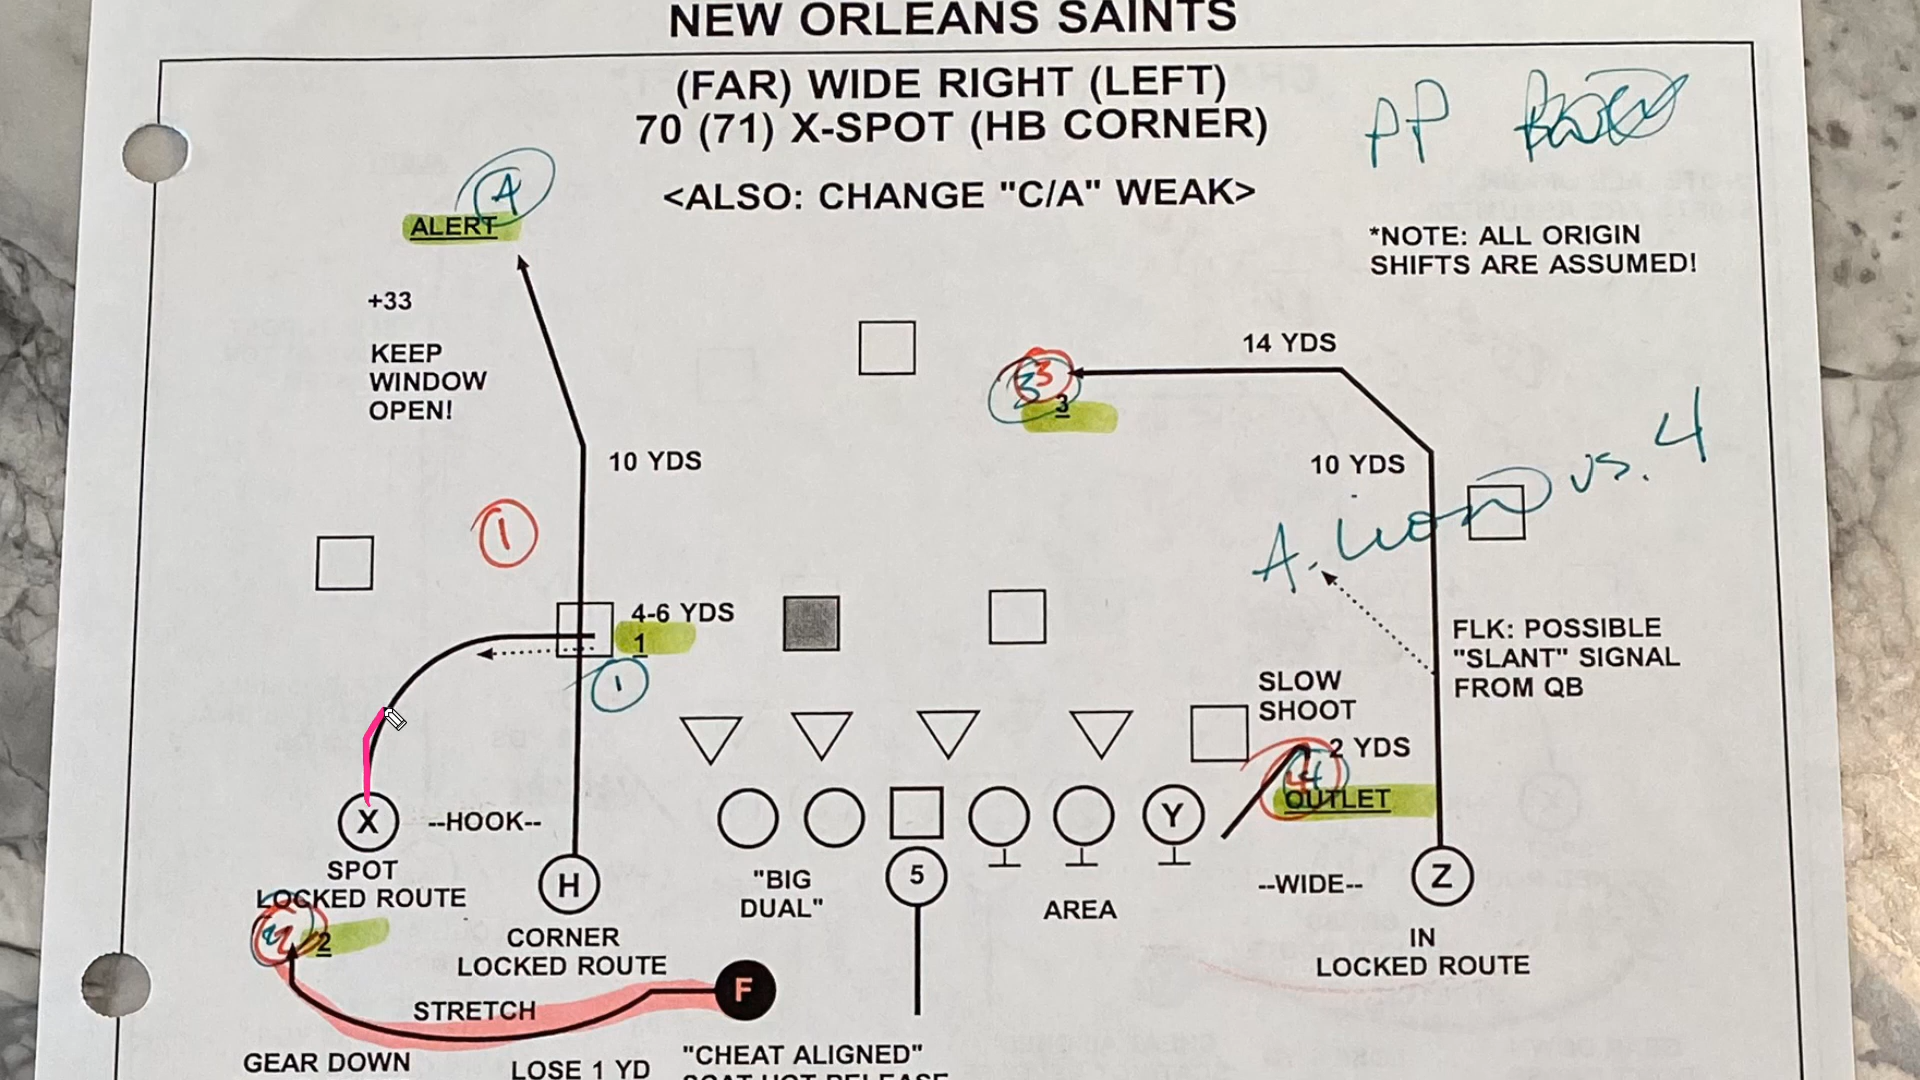 NEW ORLEANS SAINTS
(FAR) WIDE RIGHT (LEFT)
70 (71) X-SPOT (HB CORNER)
<ALSO: CHANGE "C/A" WEAK>
PP
*NOTE: ALL ORIGIN
SHIFTS ARE ASSUMED!
A
ALERT
+33
KEEP
WINDOW
OPEN!
14 YDS
3
3
3
10 YDS
10 YDS
vs. 4
A.
1
4-6 YDS
1
1
FLK: POSSIBLE
"SLANT" SIGNAL
FROM QB
SLOW
SHOOT
2 YDS
4
OUTLET
X
--HOOK--
Y
SPOT
LOCKED ROUTE
H
"BIG
DUAL"
5
AREA
--WIDE--
Z
2
2
CORNER
LOCKED ROUTE
IN
LOCKED ROUTE
F
STRETCH
GEAR DOWN
LOSE 1 YD
"CHEAT ALIGNED"